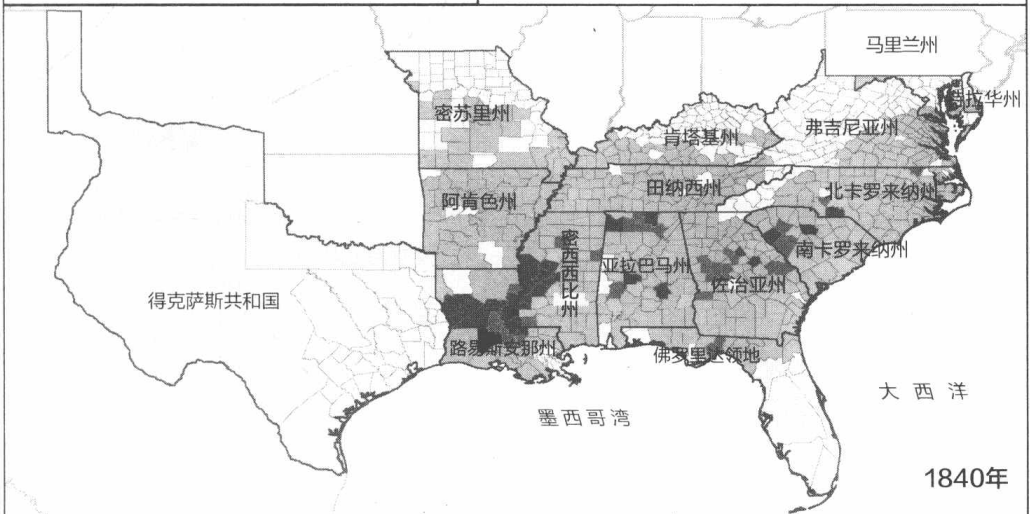 马里兰州
特拉华州
密苏里州
弗吉尼亚州
肯塔基州
田纳西州
北卡罗来纳州
阿肯色州
密西西比州
南卡罗来纳州
亚拉巴马州
佐治亚州
得克萨斯共和国
路易斯安那州
佛罗里达领地
大西洋
墨西哥湾
1840年